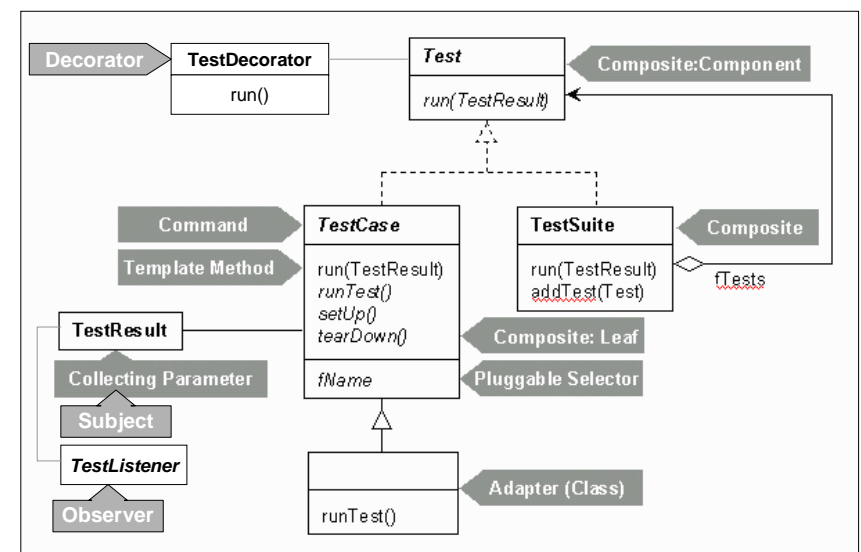 Decorator
TestDecorator
run()
Test
run(TestResult)
Composite:Component
Command
Template Method
TestCase
run(TestResult)
runTest()
setUp()
tearDown()
fName
TestSuite
run(TestResult)
addTest(Test)
Composite
fTests
Composite: Leaf
Pluggable Selector
TestResult
Collecting Parameter
Subject
TestListener
Observer
runTest()
Adapter (Class)